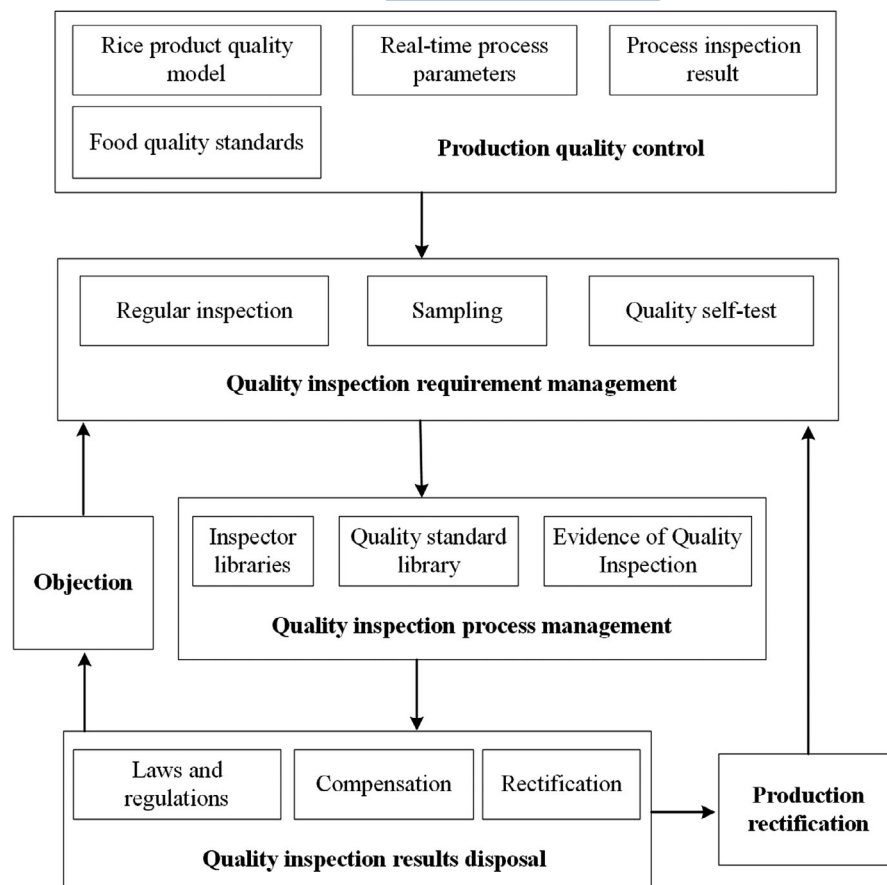 Rice product quality
model
Real-time process
parameters
Process inspection
result
Food quality standards
Production quality control
Regular inspection
Sampling
Quality self-test
Quality inspection requirement management
Objection
Inspector
libraries
Quality standard
library
Evidence of Quality
Inspection
Quality inspection process management
Laws and
regulations
Compensation
Rectification
Quality inspection results disposal
Production
rectification